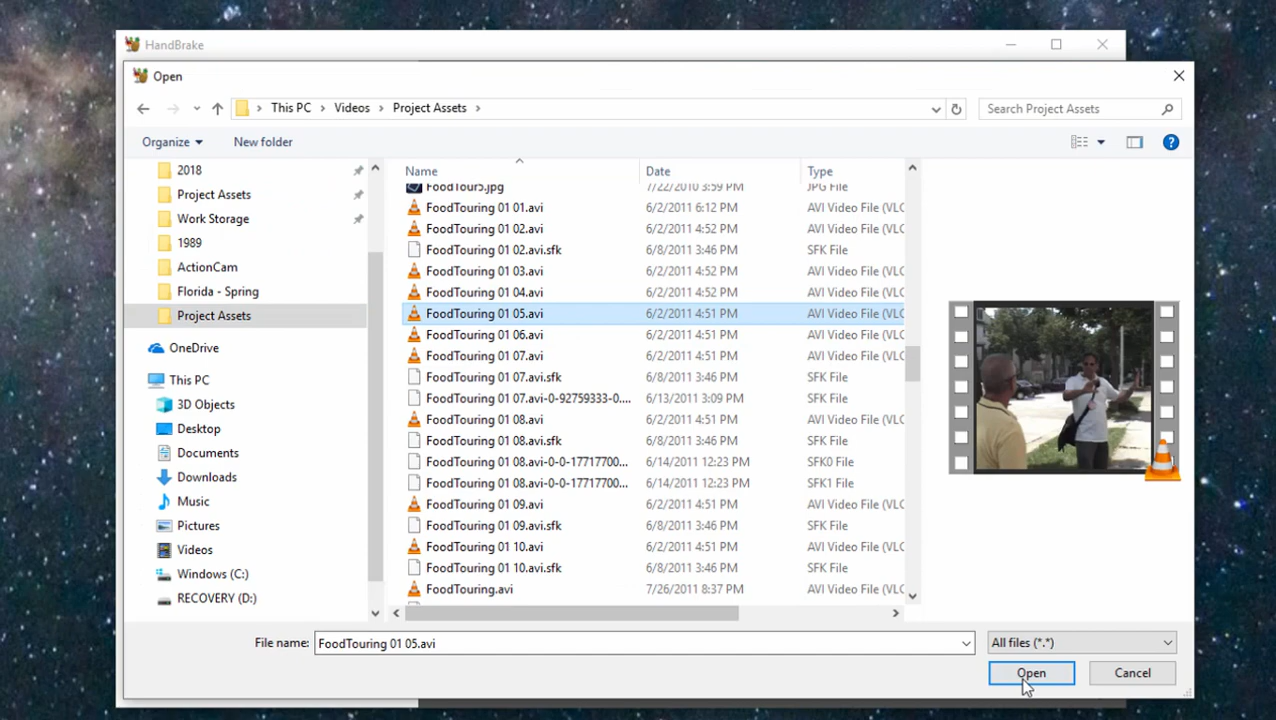 HandBrake
Open
This PC > Videos > Project Assets >
Search Project Assets
Organize
New folder
2018
Project Assets
Work Storage
1989
ActionCam
Florida - Spring
Project Assets
OneDrive
This PC
3D Objects
Desktop
Documents
Downloads
Music
Pictures
Videos
Windows (C:)
RECOVERY (D:)
Name Date Type
FoodTour5.jpg 7/22/2010 3:59 PM JPG File
FoodTouring 01 01.avi 6/2/2011 6:12 PM AVI Video File (VLC
FoodTouring 01 02.avi 6/2/2011 4:52 PM AVI Video File (VLC
FoodTouring 01 02.avi.sfk 6/8/2011 3:46 PM SFK File
FoodTouring 01 03.avi 6/2/2011 4:52 PM AVI Video File (VLC
FoodTouring 01 04.avi 6/2/2011 4:52 PM AVI Video File (VLC
FoodTouring 01 05.avi 6/2/2011 4:51 PM AVI Video File (VLC
FoodTouring 01 06.avi 6/2/2011 4:51 PM AVI Video File (VLC
FoodTouring 01 07.avi 6/2/2011 4:51 PM AVI Video File (VLC
FoodTouring 01 07.avi.sfk 6/8/2011 3:46 PM SFK File
FoodTouring 01 07.avi-0-92759333-0.... 6/13/2011 3:09 PM SFK File
FoodTouring 01 08.avi 6/2/2011 4:51 PM AVI Video File (VLC
FoodTouring 01 08.avi.sfk 6/8/2011 3:46 PM SFK File
FoodTouring 01 08.avi-0-0-17717700... 6/14/2011 12:23 PM SFK0 File
FoodTouring 01 08.avi-0-0-17717700... 6/14/2011 12:23 PM SFK1 File
FoodTouring 01 09.avi 6/2/2011 4:51 PM AVI Video File (VLC
FoodTouring 01 09.avi.sfk 6/8/2011 3:46 PM SFK File
FoodTouring 01 10.avi 6/2/2011 4:51 PM AVI Video File (VLC
FoodTouring 01 10.avi.sfk 6/8/2011 3:46 PM SFK File
FoodTouring.avi 7/26/2011 8:37 PM AVI Video File (VLC
File name: FoodTouring 01 05.avi
All files (*.*)
Open
Cancel